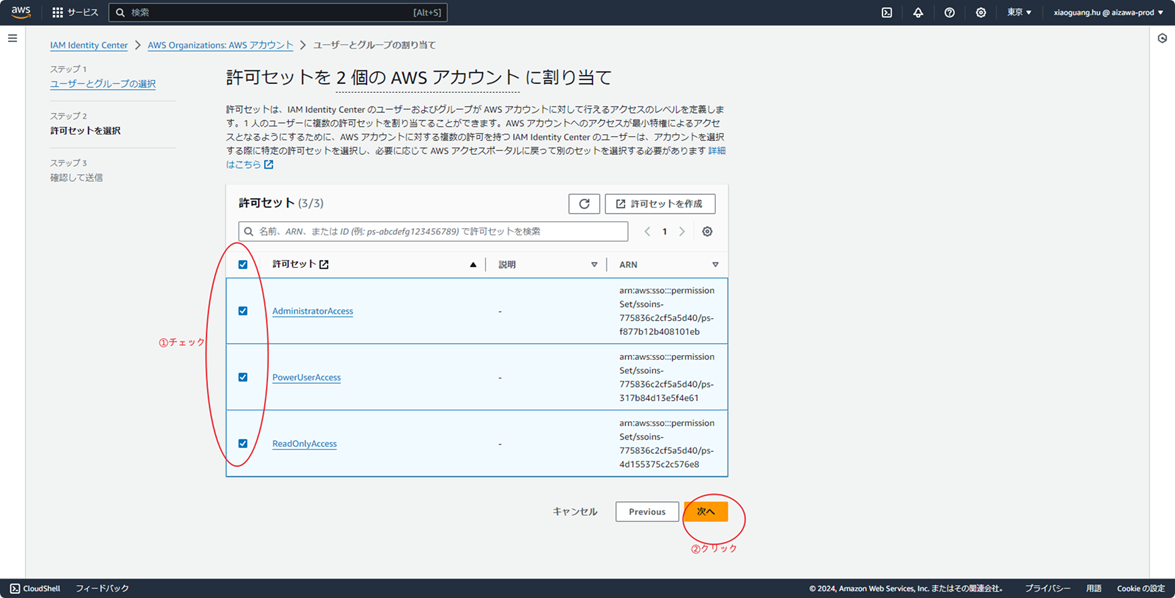 aws
サービス
検索
[Alt+S]
東京 ▼
xiaoguang.hu @ aizawa-prod ▼
IAM Identity Center > AWS Organizations: AWS アカウント > ユーザーとグループの割り当て
ステップ 1
ユーザーとグループの選択
ステップ 2
許可セットを選択
ステップ 3
確認して送信
許可セットを 2 個の AWS アカウント に割り当て
許可セットは、IAM Identity Center のユーザーおよびグループが AWS アカウントに対して行えるアクセスのレベルを定義しま
す。1 人のユーザーに複数の許可セットを割り当てることができます。AWS アカウントへのアクセスが最小特権によるアクセ
スとなるようにするために、AWS アカウントに対する複数の許可を持つ IAM Identity Center のユーザーは、アカウントを選択
する際に特定の許可セットを選択し、必要に応じて AWS アクセスポータルに戻って別のセットを選択する必要があります 詳細
はこちら
許可セット (3/3)
許可セットを作成
名前、ARN、または ID (例: ps-abcdefg123456789) で許可セットを検索
< 1 >
許可セット
説明
ARN
AdministratorAccess
-
arn:aws:sso:::permission
Set/ssoins-
775836c2cf5a5d40/ps-
f877b12b408101eb
①チェック
PowerUserAccess
-
arn:aws:sso:::permission
Set/ssoins-
775836c2cf5a5d40/ps-
317b84d13e5f4e61
ReadOnlyAccess
-
arn:aws:sso:::permission
Set/ssoins-
775836c2cf5a5d40/ps-
4d155375c2c576e8
キャンセル
Previous
次へ
②クリック
CloudShell
フィードバック
© 2024, Amazon Web Services, Inc. またはその関連会社。
プライバシー
用語
Cookie の設定